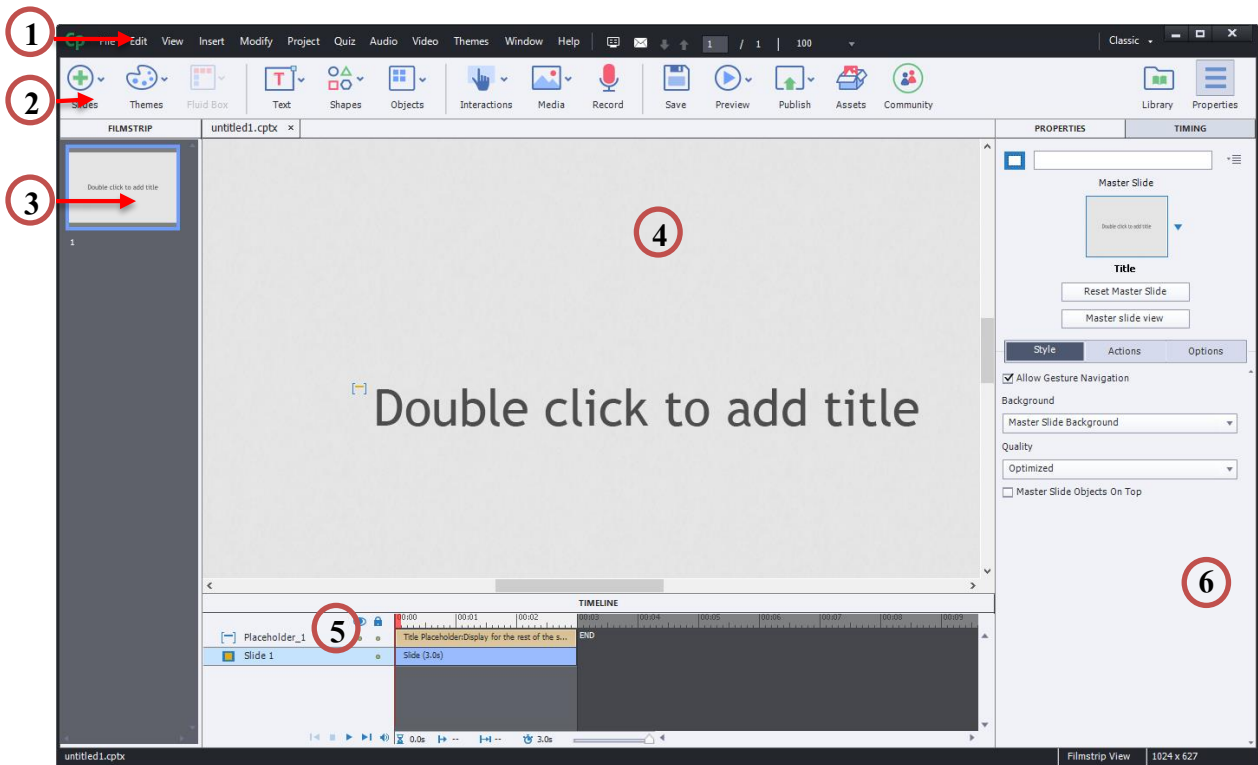 1
Cp File Edit View Insert Modify Project Quiz Audio Video Themes Window Help 1 / 1 100 Classic
2
Slides Themes Fluid Box Text Shapes Objects Interactions Media Record Save Preview Publish Assets Community Library Properties
FILMSTRIP
untitled1.cptx ×
PROPERTIES TIMING
3
Double click to add title
1
4
Double click to add title
Master Slide
Double click to add title
Title
Reset Master Slide
Master slide view
Style Actions Options
Allow Gesture Navigation
Background
Master Slide Background
Quality
Optimized
Master Slide Objects On Top
6
TIMELINE
5
00:00 00:01 00:02 00:03 00:04 00:05 00:06 00:07 00:08 00:09
Placeholder_1 Title Placeholder:Display for the rest of the s... END
Slide 1 Slide (3.0s)
0.0s -- -- 3.0s
untitled1.cptx Filmstrip View 1024 x 627